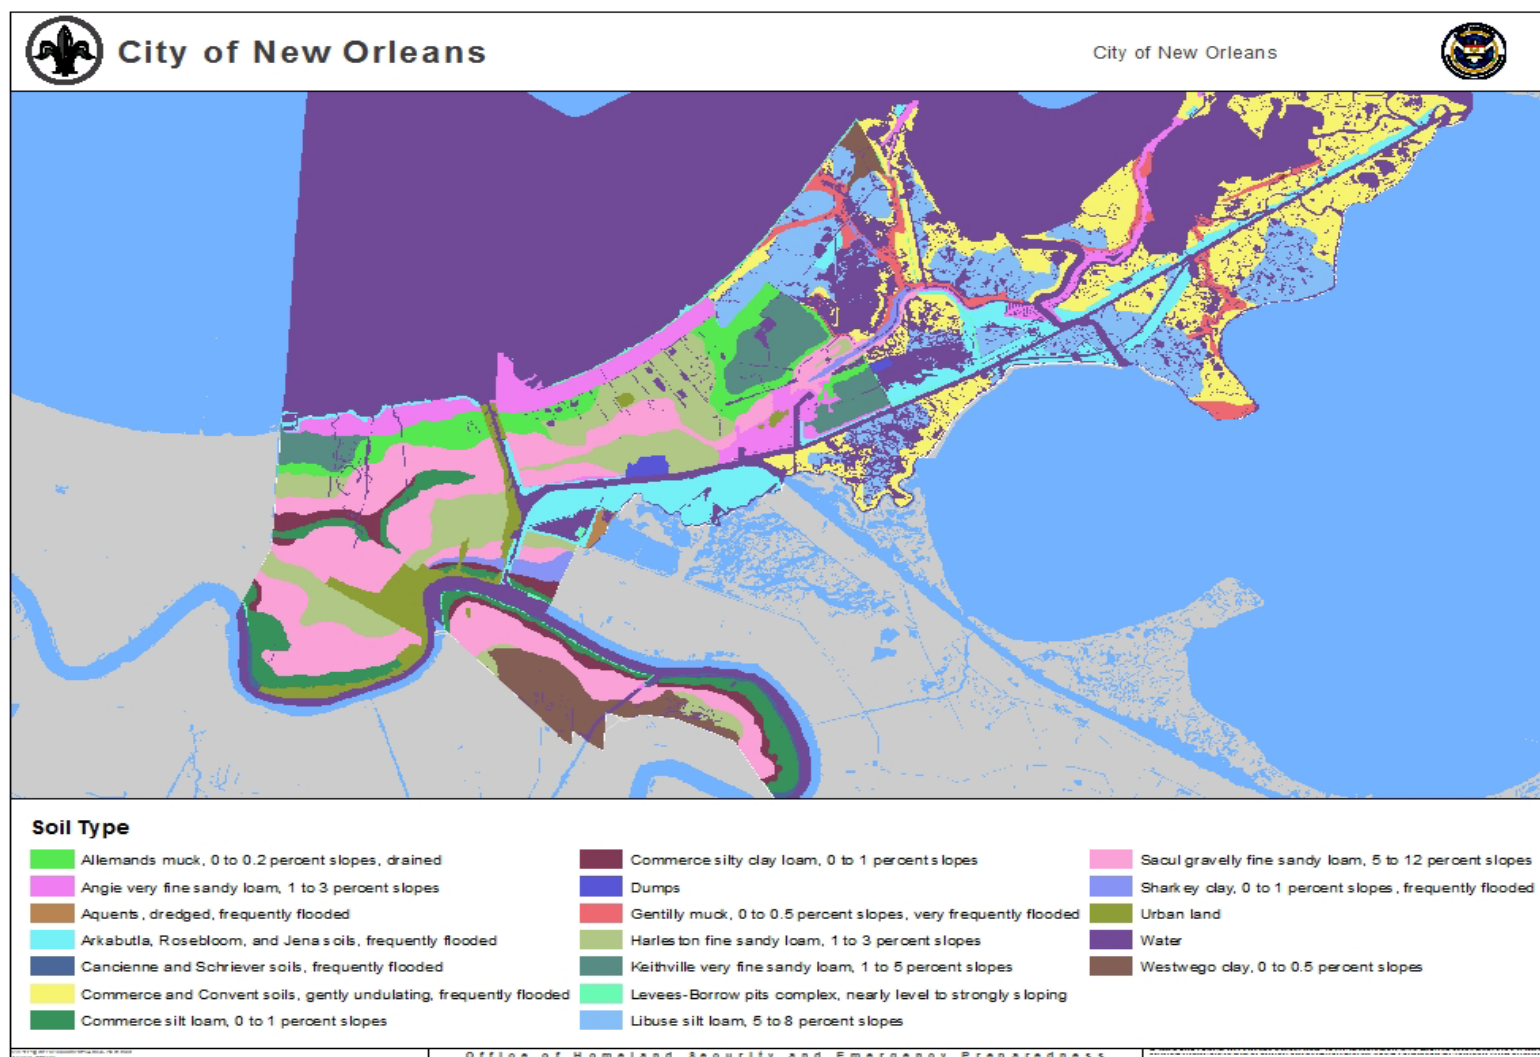 City of New Orleans
City of New Orleans
Soil Type
Allemands muck, 0 to 0.2 percent slopes, drained
Angie very fine sandy loam, 1 to 3 percent slopes
Aquents, dredged, frequently flooded
Arkabutla, Rosebloom, and Jena soils, frequently flooded
Cancienne and Schriever soils, frequently flooded
Commerce and Convent soils, gently undulating, frequently flooded
Commerce silt loam, 0 to 1 percent slopes
Commerce silty clay loam, 0 to 1 percent slopes
Dumps
Gentilly muck, 0 to 0.5 percent slopes, very frequently flooded
Harleston fine sandy loam, 1 to 3 percent slopes
Keithville very fine sandy loam, 1 to 5 percent slopes
Levees-Borrow pits complex, nearly level to strongly sloping
Libuse silt loam, 5 to 8 percent slopes
Sacul gravelly fine sandy loam, 5 to 12 percent slopes
Sharkey clay, 0 to 1 percent slopes, frequently flooded
Urban land
Water
Westwego clay, 0 to 0.5 percent slopes
Office of Homeland Security and Emergency Preparedness